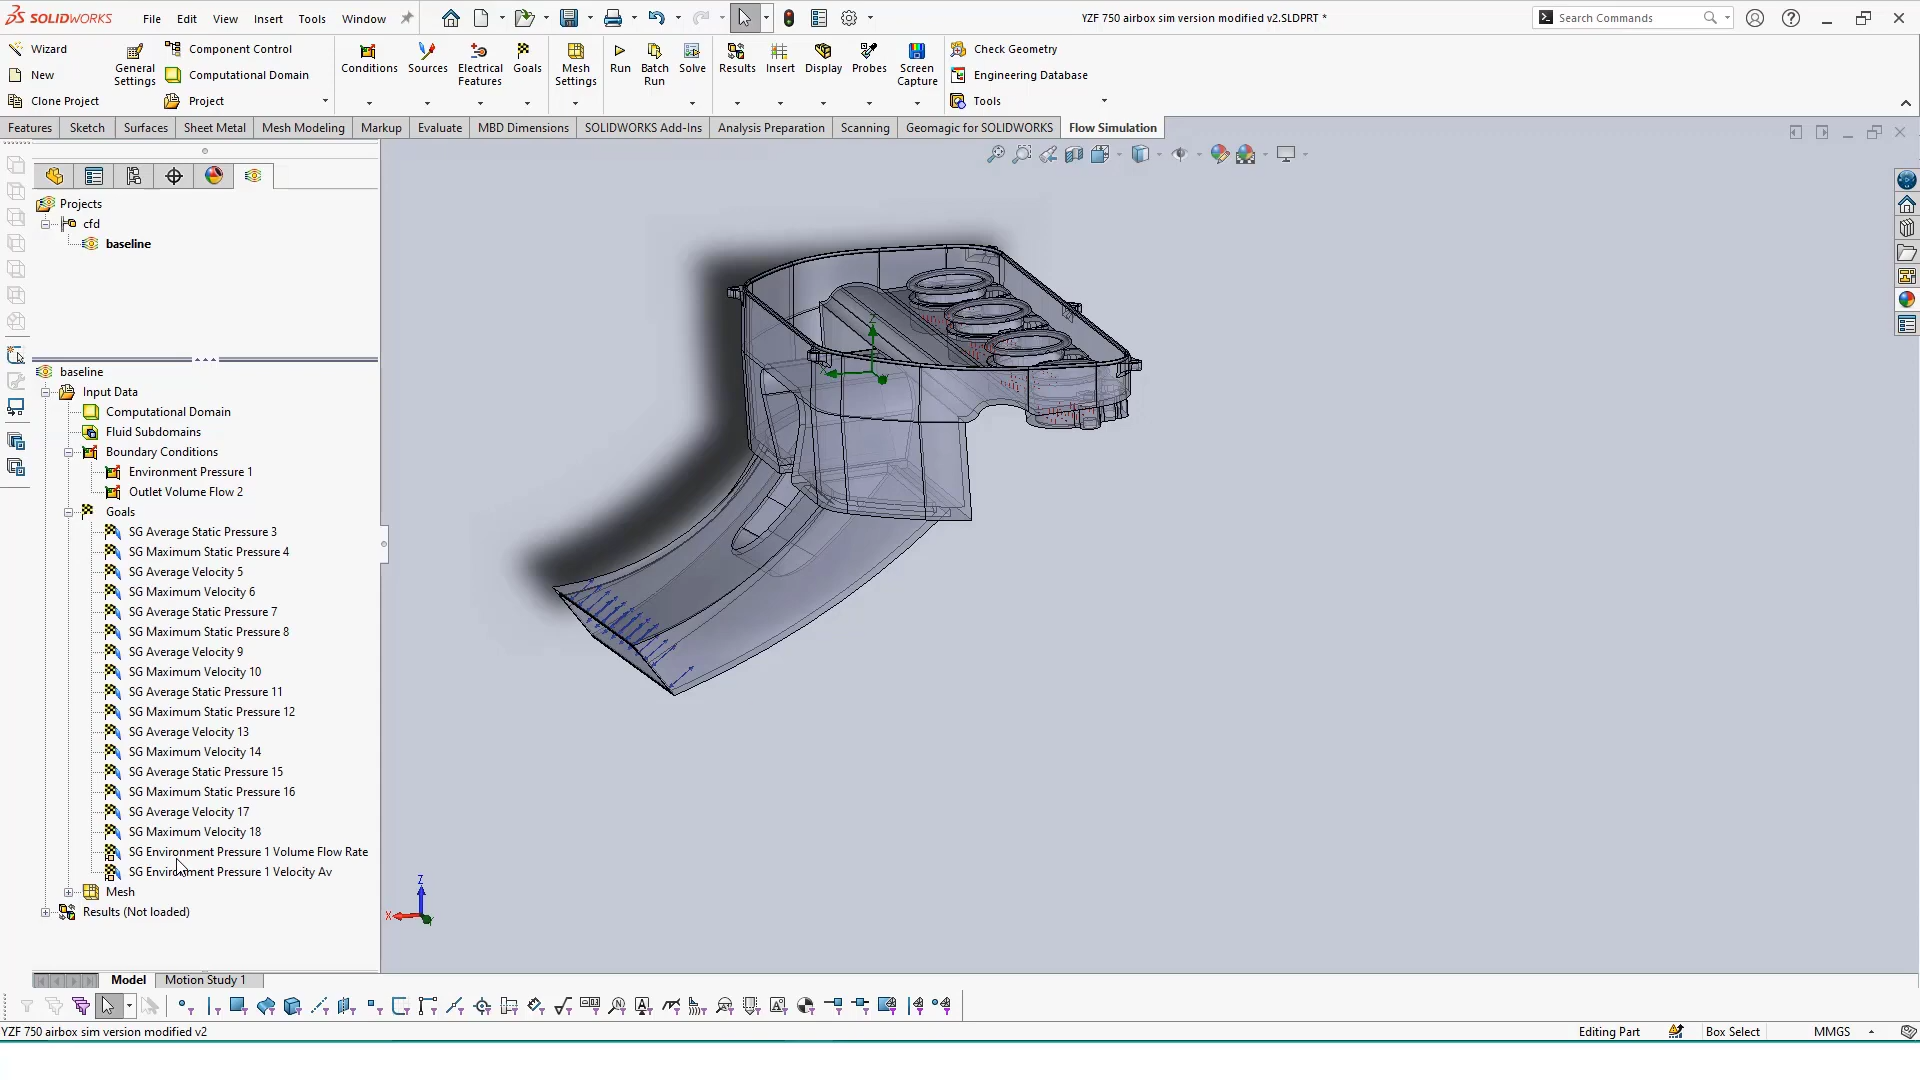 SOLIDWORKS File Edit View Insert Tools Window YZF 750 airbox sim version modified v2.SLDPRT * Search Commands
Wizard
New
Clone Project
General Settings
Component Control
Computational Domain
Project
Conditions
Sources
Electrical Features
Goals
Mesh Settings
Run
Batch Run
Solve
Results
Insert
Display
Probes
Screen Capture
Check Geometry
Engineering Database
Tools
Features Sketch Surfaces Sheet Metal Mesh Modeling Markup Evaluate MBD Dimensions SOLIDWORKS Add-Ins Analysis Preparation Scanning Geomagic for SOLIDWORKS Flow Simulation
Projects
cfd
baseline
baseline
Input Data
Computational Domain
Fluid Subdomains
Boundary Conditions
Environment Pressure 1
Outlet Volume Flow 2
Goals
SG Average Static Pressure 3
SG Maximum Static Pressure 4
SG Average Velocity 5
SG Maximum Velocity 6
SG Average Static Pressure 7
SG Maximum Static Pressure 8
SG Average Velocity 9
SG Maximum Velocity 10
SG Average Static Pressure 11
SG Maximum Static Pressure 12
SG Average Velocity 13
SG Maximum Velocity 14
SG Average Static Pressure 15
SG Maximum Static Pressure 16
SG Average Velocity 17
SG Maximum Velocity 18
SG Environment Pressure 1 Volume Flow Rate
SG Environment Pressure 1 Velocity Av
Mesh
Results (Not loaded)
Z
Z
X
Y
Model Motion Study 1
YZF 750 airbox sim version modified v2 Editing Part Box Select MMGS